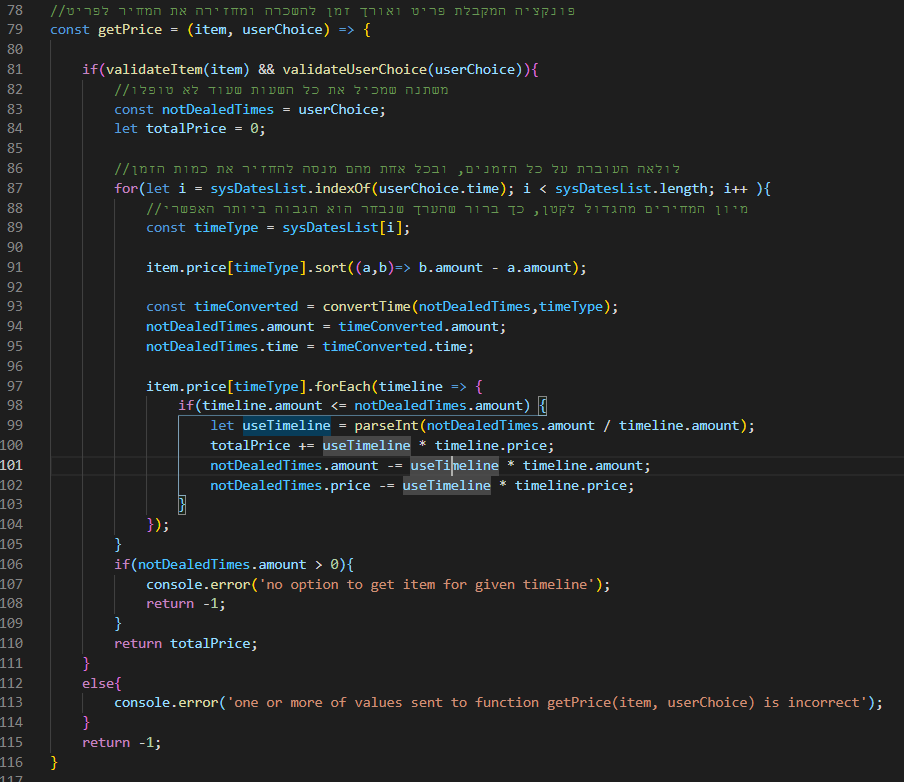 78 //פונקציה המקבלת פריט ואורך זמן להשכרה ומחזירה את המחיר לפריט
79 const getPrice = (item, userChoice) => {
80
81 if(validateItem(item) && validateUserChoice(userChoice)){
82 //משתנה שמכיל את כל השעות שעוד לא טופלו
83 const notDealedTimes = userChoice;
84 let totalPrice = 0;
85
86 //לולאה העוברת על כל הזמנים, ובכל אחת מהם מנסה להחזיר את כמות הזמן
87 for(let i = sysDatesList.indexOf(userChoice.time); i < sysDatesList.length; i++ ){
88 //מיון המחירים מהגדול לקטן, כך ברור שהערך שנבחר הוא הגבוה ביותר האפשרי
89 const timeType = sysDatesList[i];
90
91 item.price[timeType].sort((a,b)=> b.amount - a.amount);
92
93 const timeConverted = convertTime(notDealedTimes,timeType);
94 notDealedTimes.amount = timeConverted.amount;
95 notDealedTimes.time = timeConverted.time;
96
97 item.price[timeType].forEach(timeline => {
98 if(timeline.amount <= notDealedTimes.amount) {
99 let useTimeline = parseInt(notDealedTimes.amount / timeline.amount);
100 totalPrice += useTimeline * timeline.price;
101 notDealedTimes.amount -= useTimeline * timeline.amount;
102 notDealedTimes.price -= useTimeline * timeline.price;
103 }
104 });
105 }
106 if(notDealedTimes.amount > 0){
107 console.error('no option to get item for given timeline');
108 return -1;
109 }
110 return totalPrice;
111 }
112 else{
113 console.error('one or more of values sent to function getPrice(item, userChoice) is incorrect');
114 }
115 return -1;
116 }
117